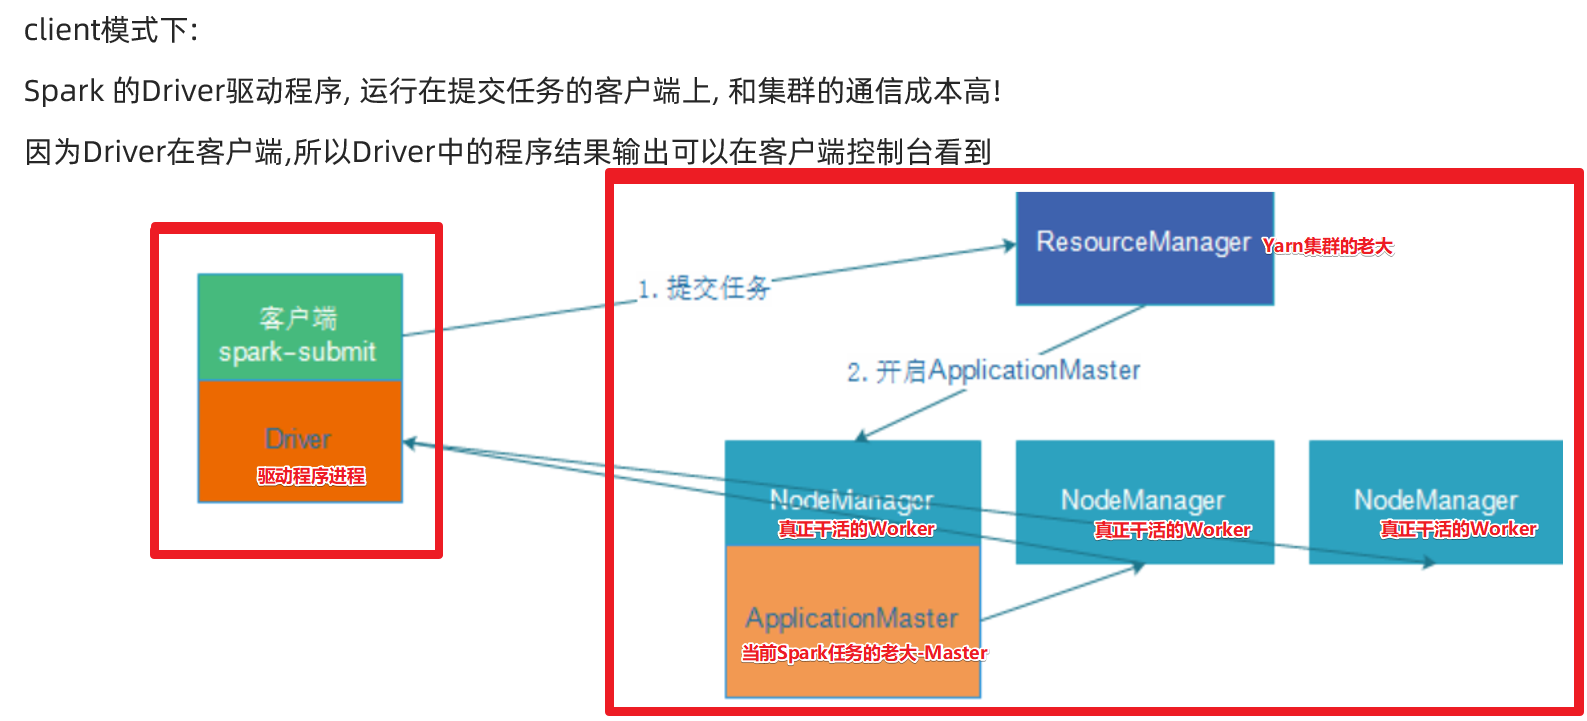 client模式下:
Spark 的Driver驱动程序, 运行在提交任务的客户端上, 和集群的通信成本高!
因为Driver在客户端,所以Driver中的程序结果输出可以在客户端控制台看到
ResourceManager
Yarn集群的老大
1. 提交任务
客户端
spark-submit
2. 开启ApplicationMaster
Driver
驱动程序进程
NodeManager
真正干活的Worker
NodeManager
真正干活的Worker
NodeManager
真正干活的Worker
ApplicationMaster
当前Spark任务的老大-Master